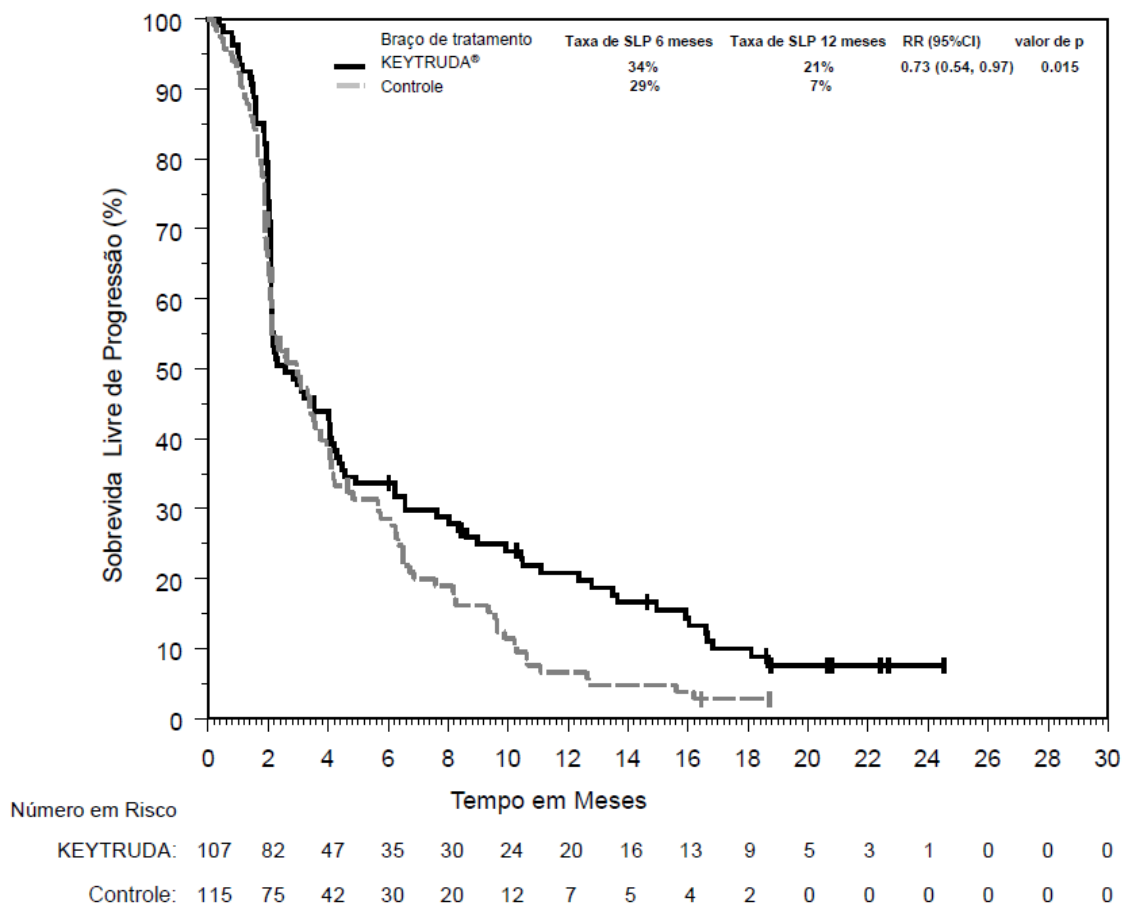 Braço de tratamento Taxa de SLP 6 meses Taxa de SLP 12 meses RR (95%CI) valor de p
KEYTRUDA® 34% 21% 0.73 (0.54, 0.97) 0.015
Controle 29% 7%
Sobrevida Livre de Progressão (%)
100
90
80
70
60
50
40
30
20
10
0
0 2 4 6 8 10 12 14 16 18 20 22 24 26 28 30
Tempo em Meses
Número em Risco
KEYTRUDA: 107 82 47 35 30 24 20 16 13 9 5 3 1 0 0 0
Controle: 115 75 42 30 20 12 7 5 4 2 0 0 0 0 0 0